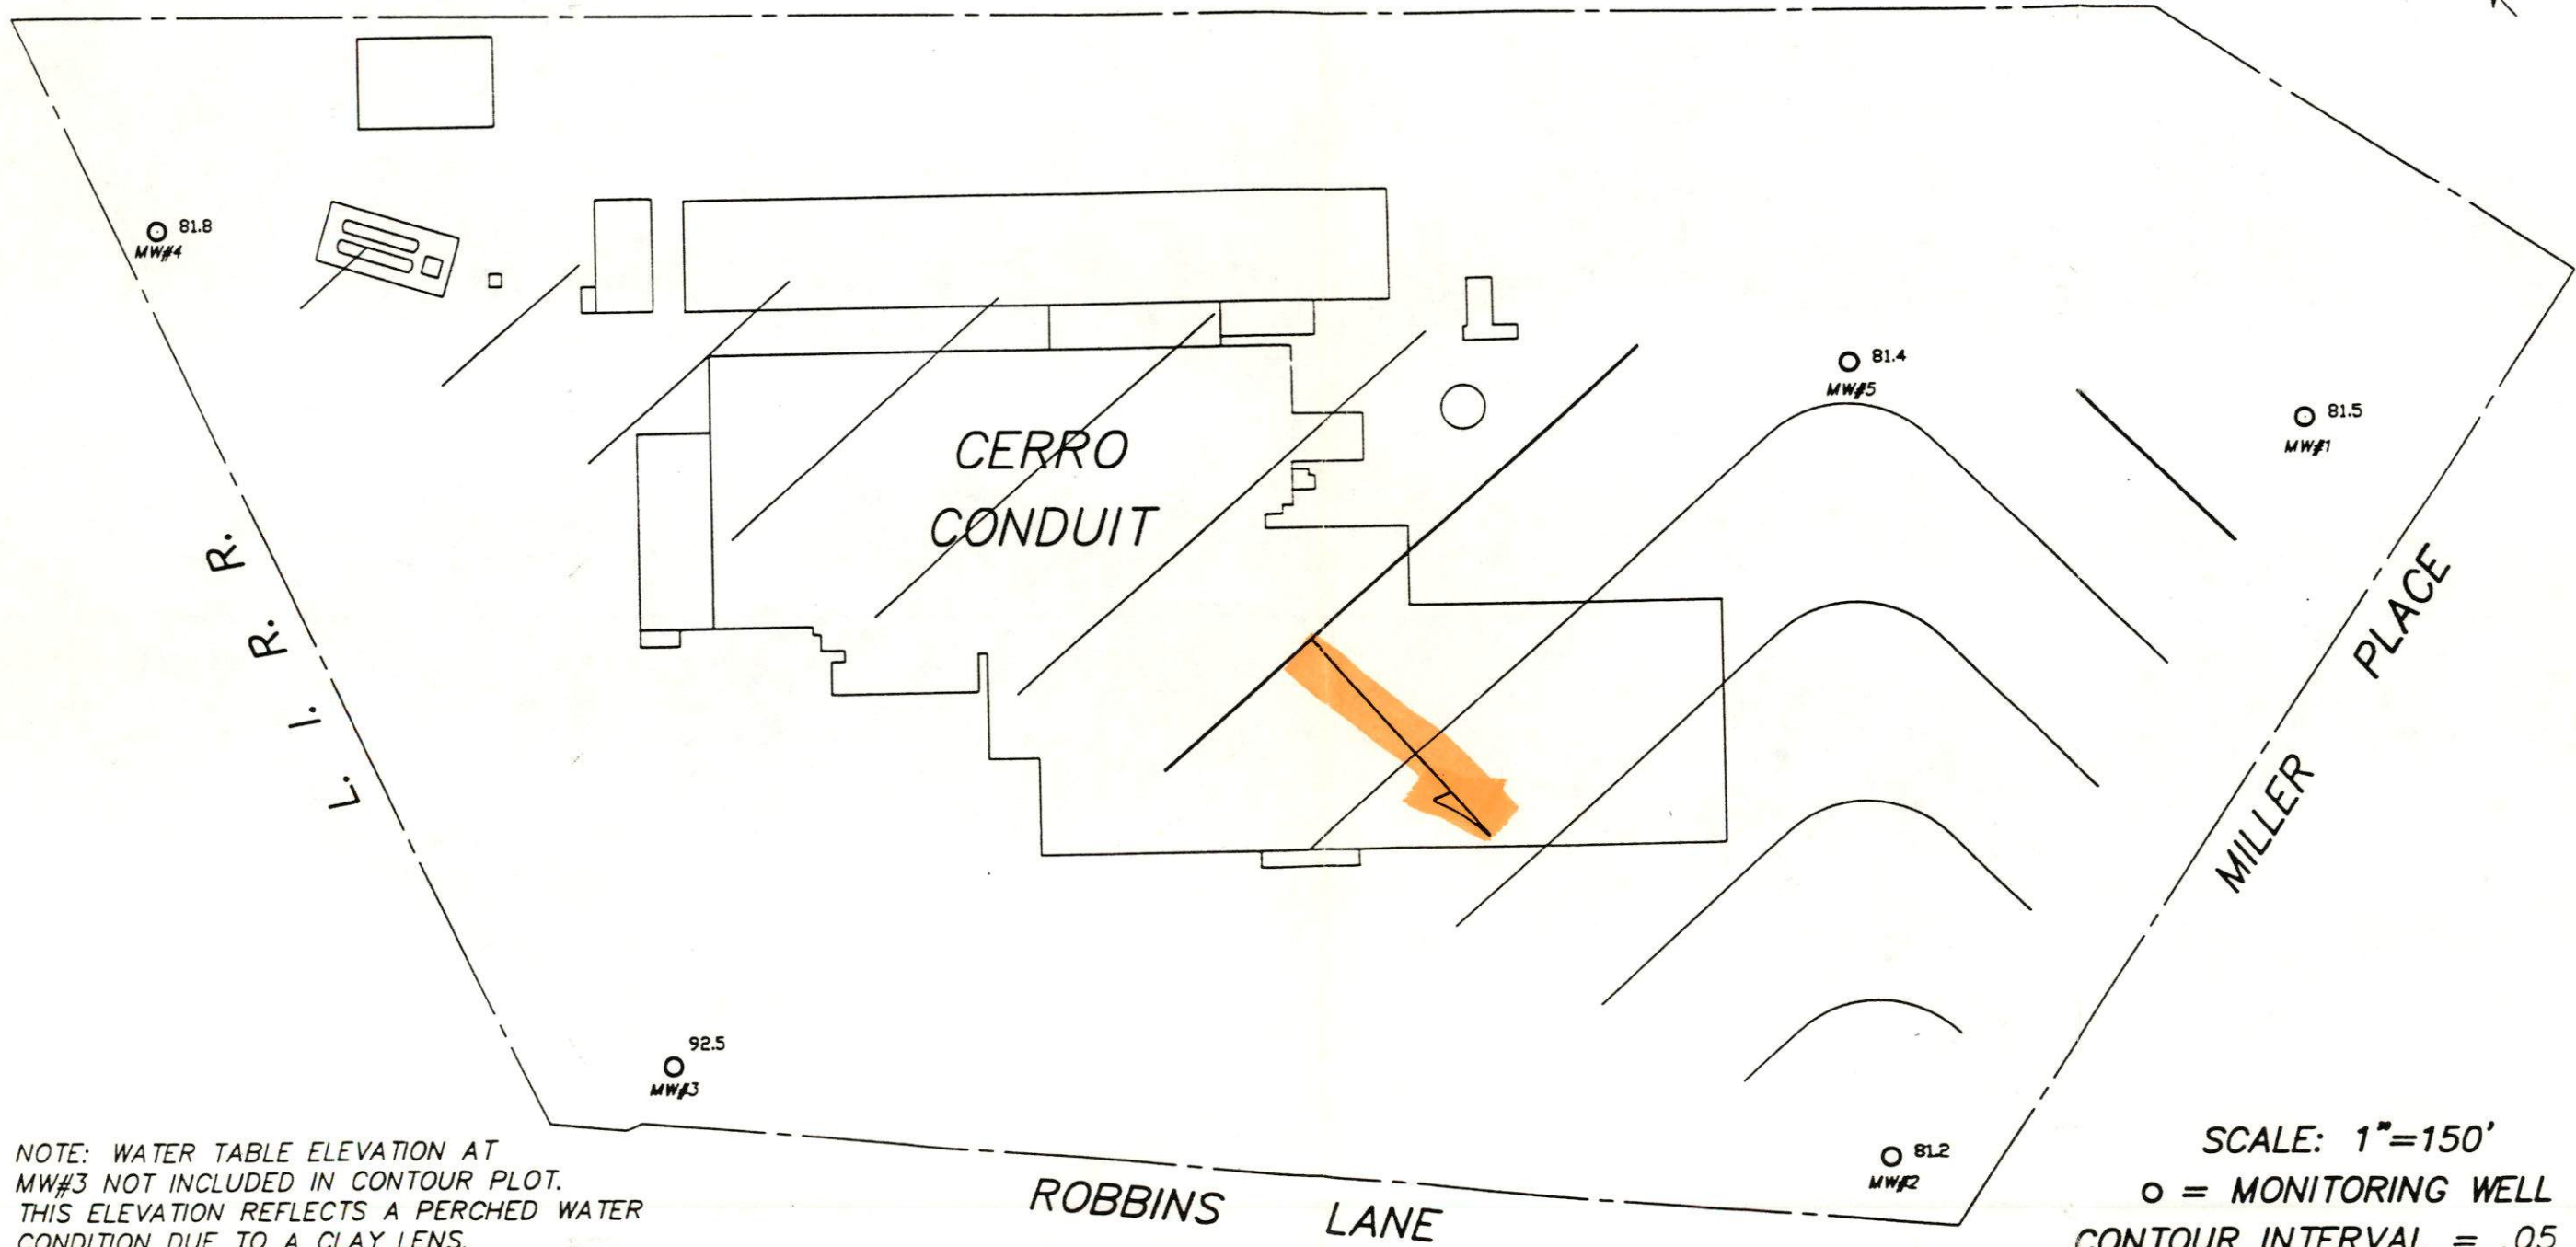 81.8
MW#4
81.4
MW#5
81.5
MW#1
CERRO
CONDUIT
L. I. R. R.
MILLER PLACE
92.5
MW#3
81.2
MW#2
NOTE: WATER TABLE ELEVATION AT
MW#3 NOT INCLUDED IN CONTOUR PLOT.
THIS ELEVATION REFLECTS A PERCHED WATER
CONDITION DUE TO A CLAY LENS.
ROBBINS LANE
SCALE: 1"=150'
O = MONITORING WELL
CONTOUR INTERVAL = .05